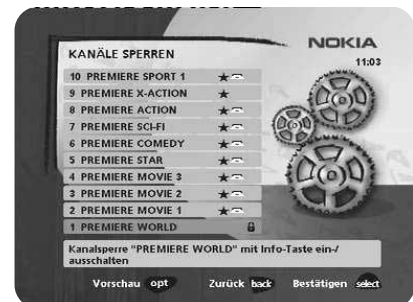 NOKIA
KANÄLE SPERREN
11:03
10 PREMIERE SPORT 1
9 PREMIERE X-ACTION
8 PREMIERE ACTION
7 PREMIERE SCI-FI
6 PREMIERE COMEDY
5 PREMIERE STAR
4 PREMIERE MOVIE 3
3 PREMIERE MOVIE 2
2 PREMIERE MOVIE 1
1 PREMIERE WORLD
Kanalsperre "PREMIERE WORLD" mit Info-Taste ein-/
ausschalten
Vorschau opt Zurück back Bestätigen select